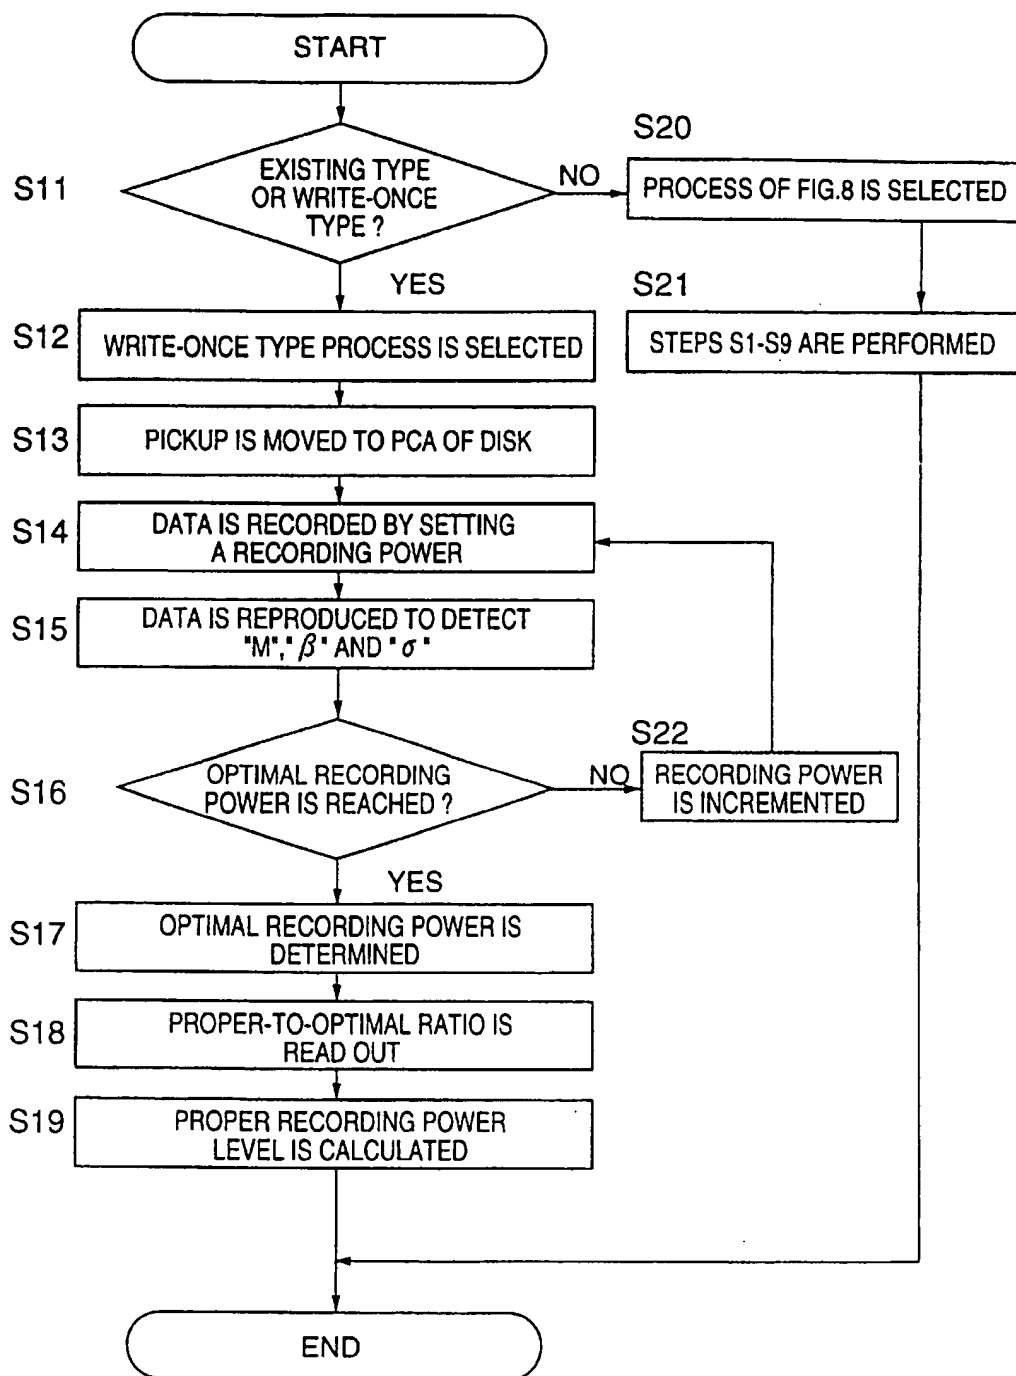 START
S11
EXISTING TYPE
OR WRITE-ONCE
TYPE ?
NO
S20
PROCESS OF FIG.8 IS SELECTED
YES
S21
STEPS S1-S9 ARE PERFORMED
S12
WRITE-ONCE TYPE PROCESS IS SELECTED
S13
PICKUP IS MOVED TO PCA OF DISK
S14
DATA IS RECORDED BY SETTING
A RECORDING POWER
S15
DATA IS REPRODUCED TO DETECT
"M", "β" AND "σ"
S16
OPTIMAL RECORDING
POWER IS REACHED ?
NO
S22
RECORDING POWER
IS INCREMENTED
YES
S17
OPTIMAL RECORDING POWER IS
DETERMINED
S18
PROPER-TO-OPTIMAL RATIO IS
READ OUT
S19
PROPER RECORDING POWER
LEVEL IS CALCULATED
END